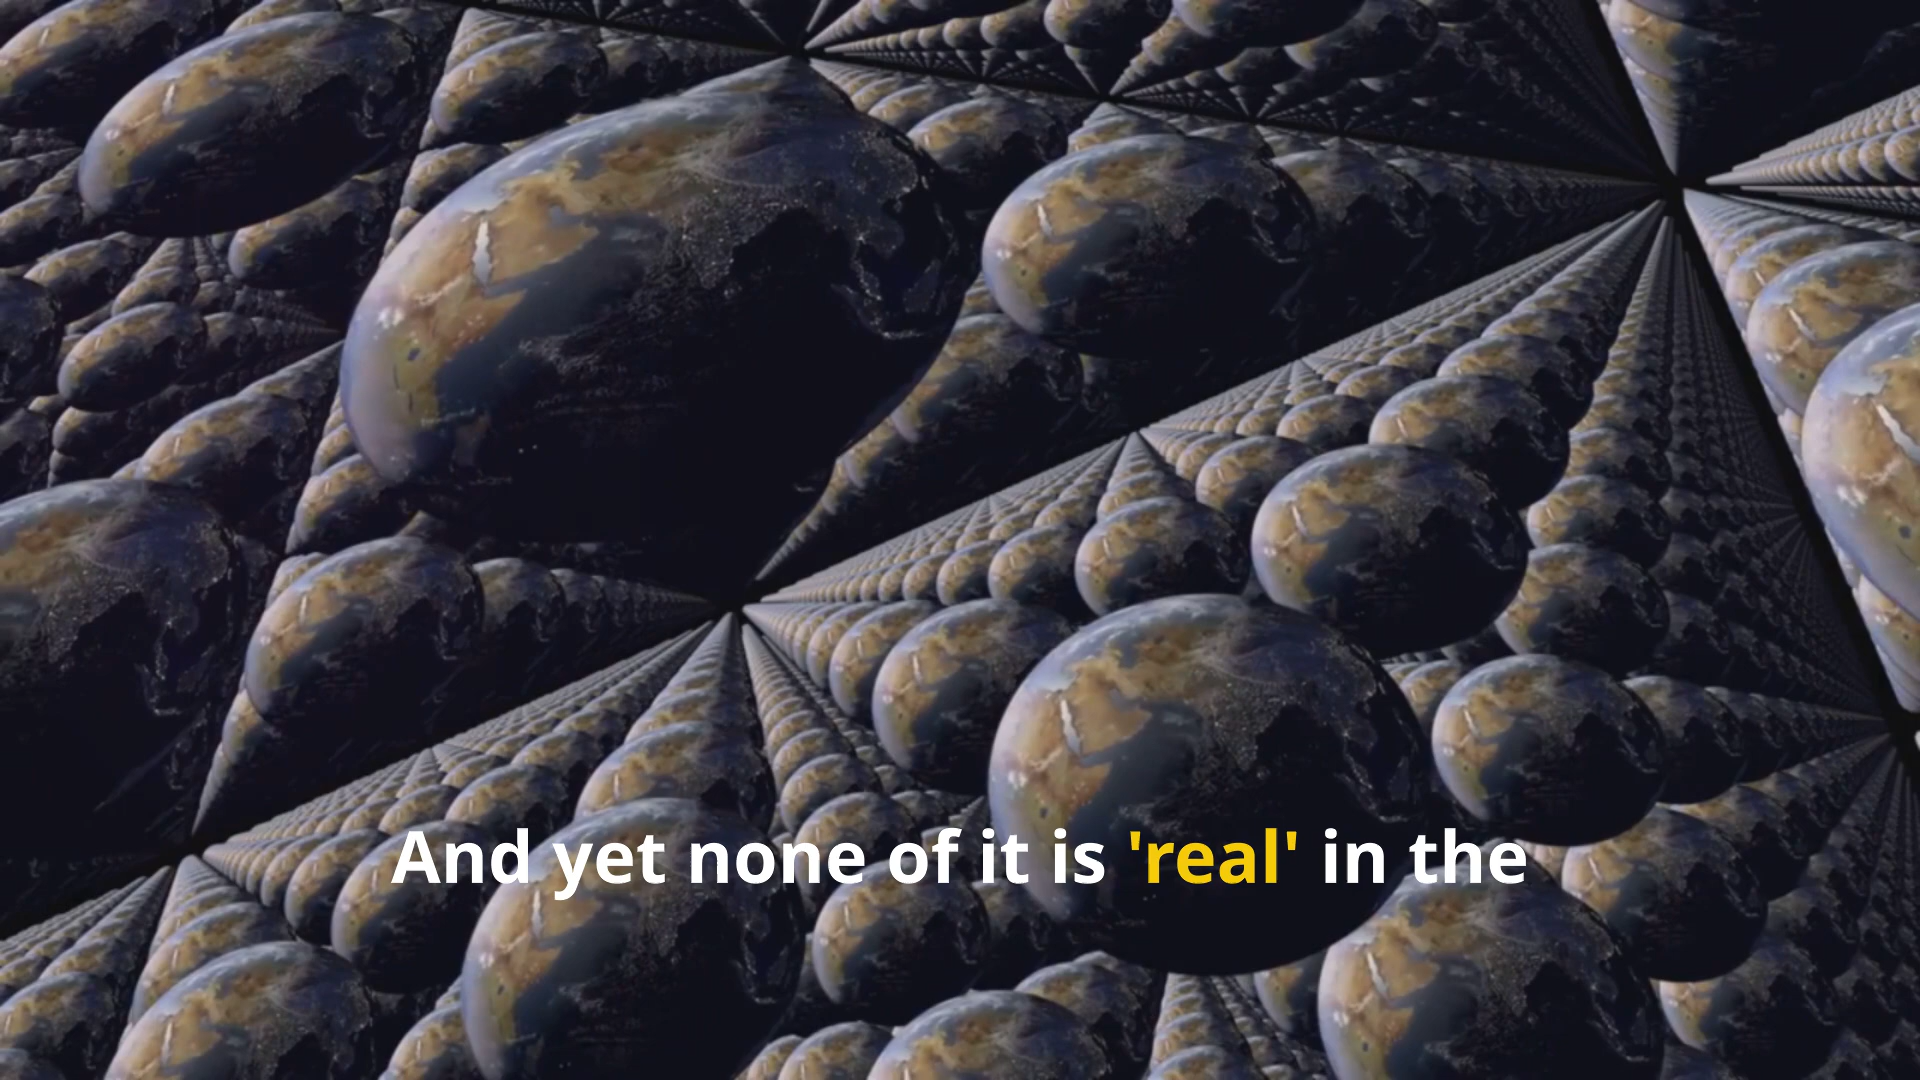 And yet none of it is 'real' in the